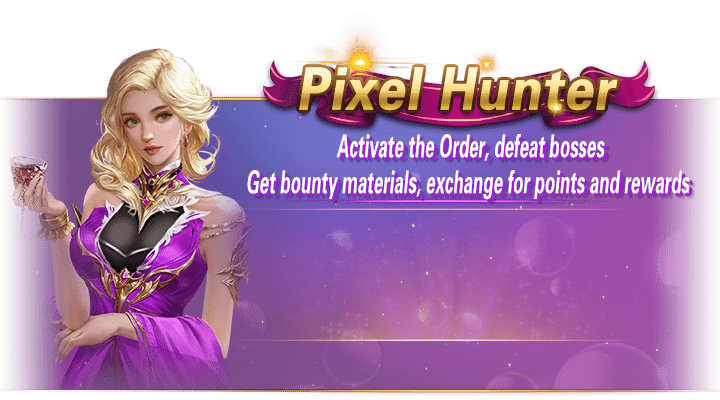 Pixel Hunter
Activate the Order, defeat bosses
Get bounty materials, exchange for points and rewards